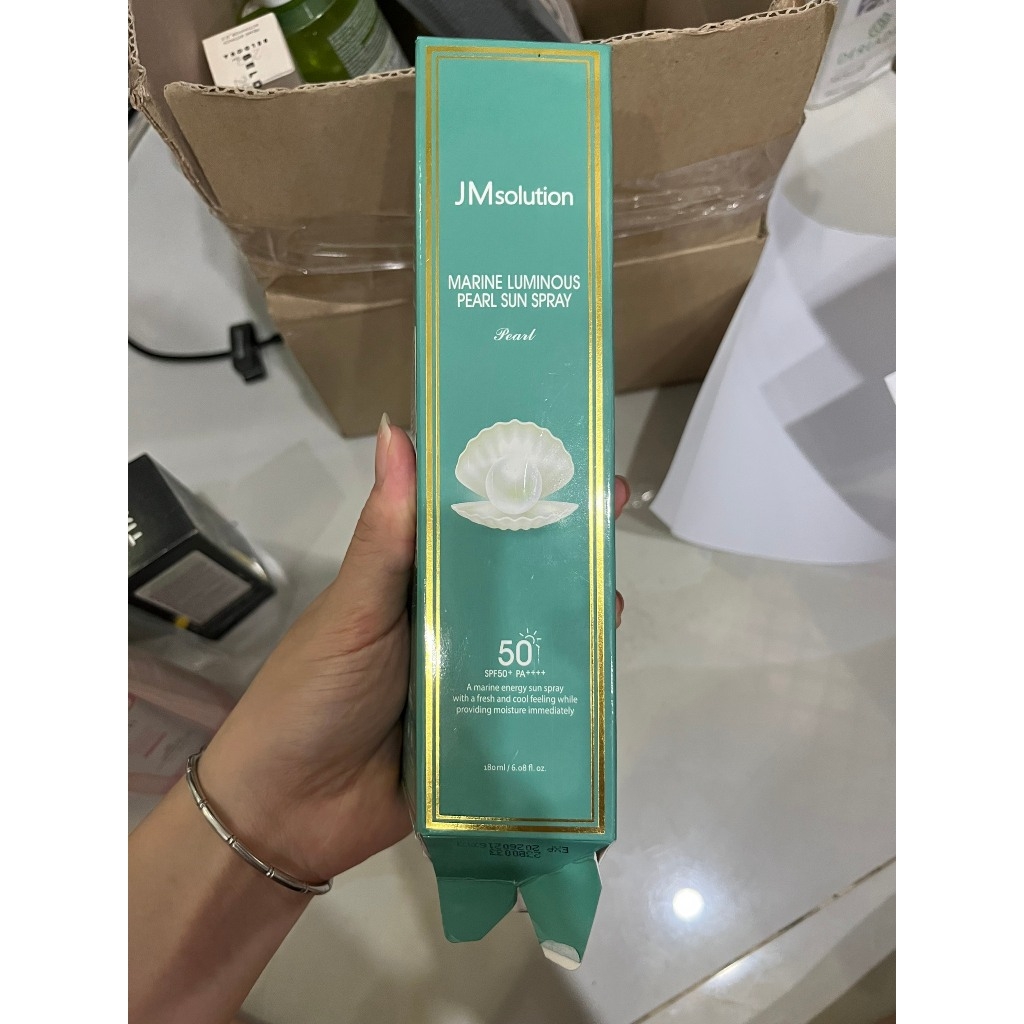 JMsolution
MARINE LUMINOUS
PEARL SUN SPRAY
Pearl
50
SPF50+ PA++++
A marine energy sun spray
with a fresh and cool feeling while
providing moisture immediately
180ml / 6.08 fl. oz.
23B0033